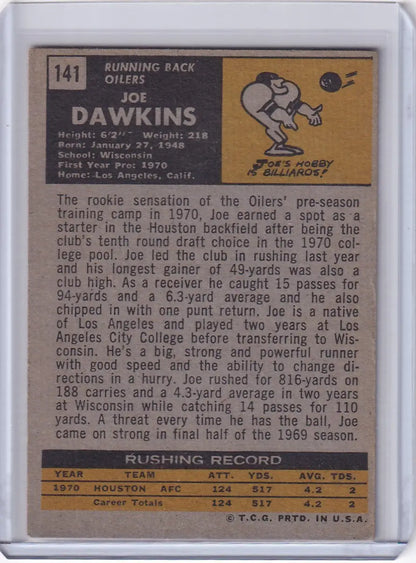 141
RUNNING BACK
OILERS
JOE
DAWKINS
Height: 6'2½" Weight: 218
Born: January 27, 1948
School: Wisconsin
First Year Pro: 1970
Home: Los Angeles, Calif.
JOE'S HOBBY
IS BILLIARDS!
The rookie sensation of the Oilers' pre-season
training camp in 1970, Joe earned a spot as a
starter in the Houston backfield after being the
club's tenth round draft choice in the 1970 col-
lege pool. Joe led the club in rushing last year
and his longest gainer of 49-yards was also a
club high. As a receiver he caught 15 passes for
94-yards and a 6.3-yard average and he also
chipped in with one punt return. Joe is a native
of Los Angeles and played two years at Los
Angeles City College before transferring to Wis-
consin. He's a big, strong and powerful runner
with good speed and the ability to change di-
rections in a hurry. Joe rushed for 816-yards on
188 carries and a 4.3-yard average in two years
at Wisconsin while catching 14 passes for 110
yards. A threat every time he has the ball, Joe
came on strong in final half of the 1969 season.
RUSHING RECORD
YEAR TEAM ATT. YDS. AVG. TDS.
1970 HOUSTON AFC 124 517 4.2 2
Career Totals 124 517 4.2 2
© T.C.G. PRTD. IN U.S.A.